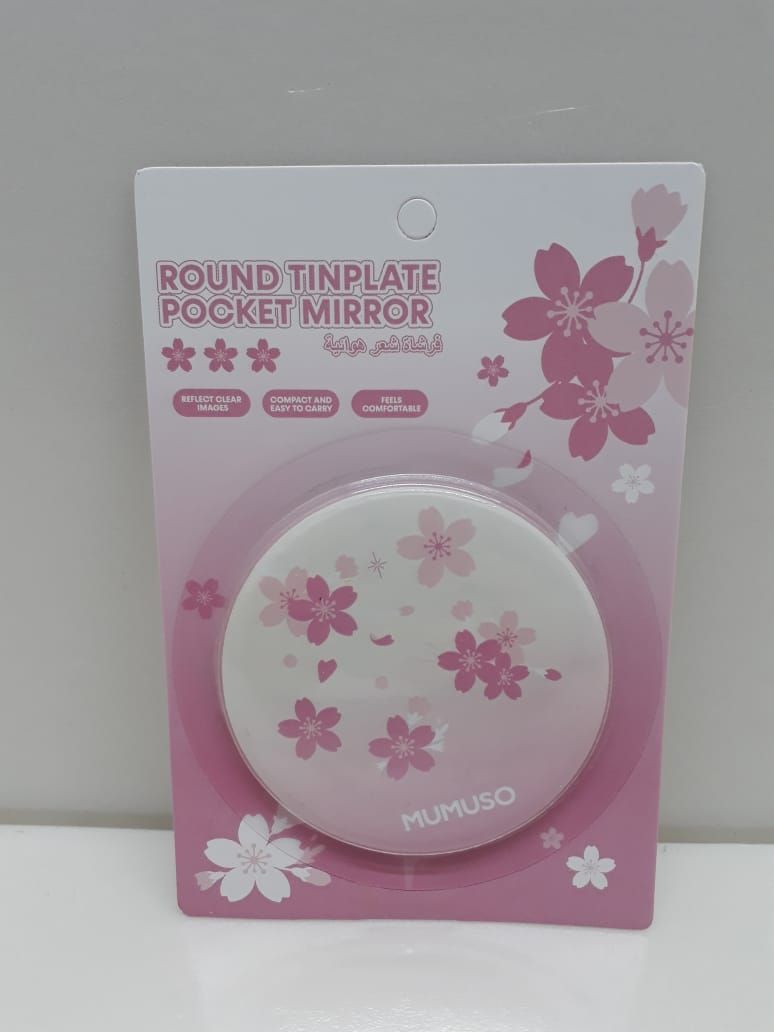 ROUND TINPLATE
POCKET MIRROR
فرشاة شعر هوائية
REFLECT CLEAR
IMAGES
COMPACT AND
EASY TO CARRY
FEELS
COMFORTABLE
MUMUSO